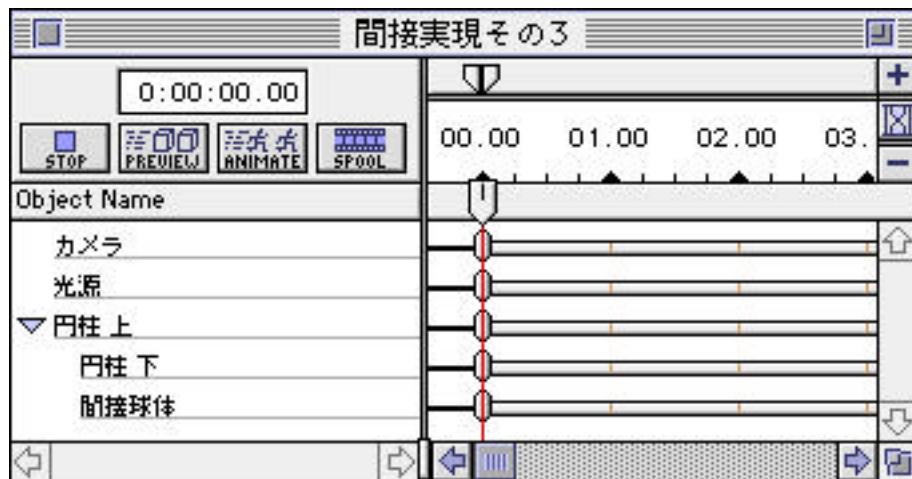 間接実現その3
0:00:00.00
STOP PREVIEW ANIMATE SPOOL
00.00 01.00 02.00 03.
Object Name
カメラ
光源
円柱 上
円柱 下
間接球体